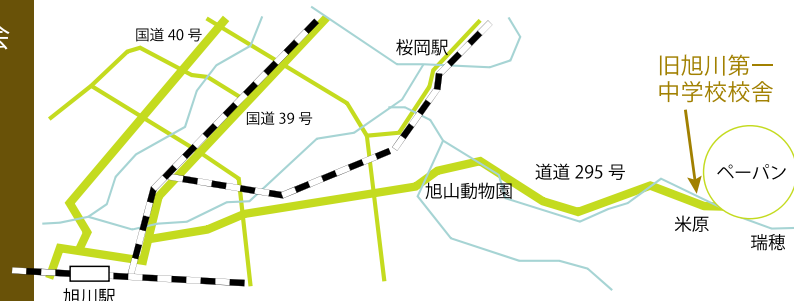 会
国道 40 号
桜岡駅
旧旭川第一
中学校校舎
国道 39 号
道道 295 号
ペーパン
旭山動物園
米原
瑞穂
旭川駅